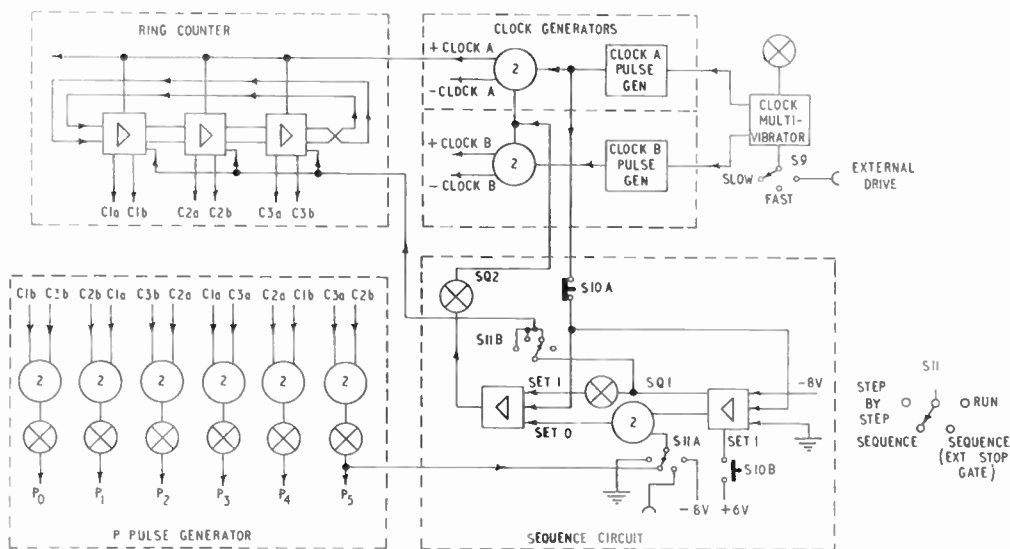 RING COUNTER
+ CLOCK A
- CLOCK A
C1a C1b C2a C2b C3a C3b
CLOCK GENERATORS
2
CLOCK A
PULSE
GEN
+ CLOCK B
- CLOCK B
2
CLOCK B
PULSE
GEN
CLOCK
MULTI-
VIBRATOR
S9
SLOW
FAST
EXTERNAL
DRIVE
C1b C3b C2b C1a C3b C2a C1a C3a C2a C1b C3a C2b
2 2 2 2 2 2
P0 P1 P2 P3 P4 P5
P PULSE GENERATOR
SQ2
S10A
S11B
SET 1
SQ1
-8V
2
SET 0
SET 1
S11A
S10B
-8V
+6V
SEQUENCE CIRCUIT
S11
STEP
BY
STEP
RUN
SEQUENCE
SEQUENCE
(EXT STOP
GATE)